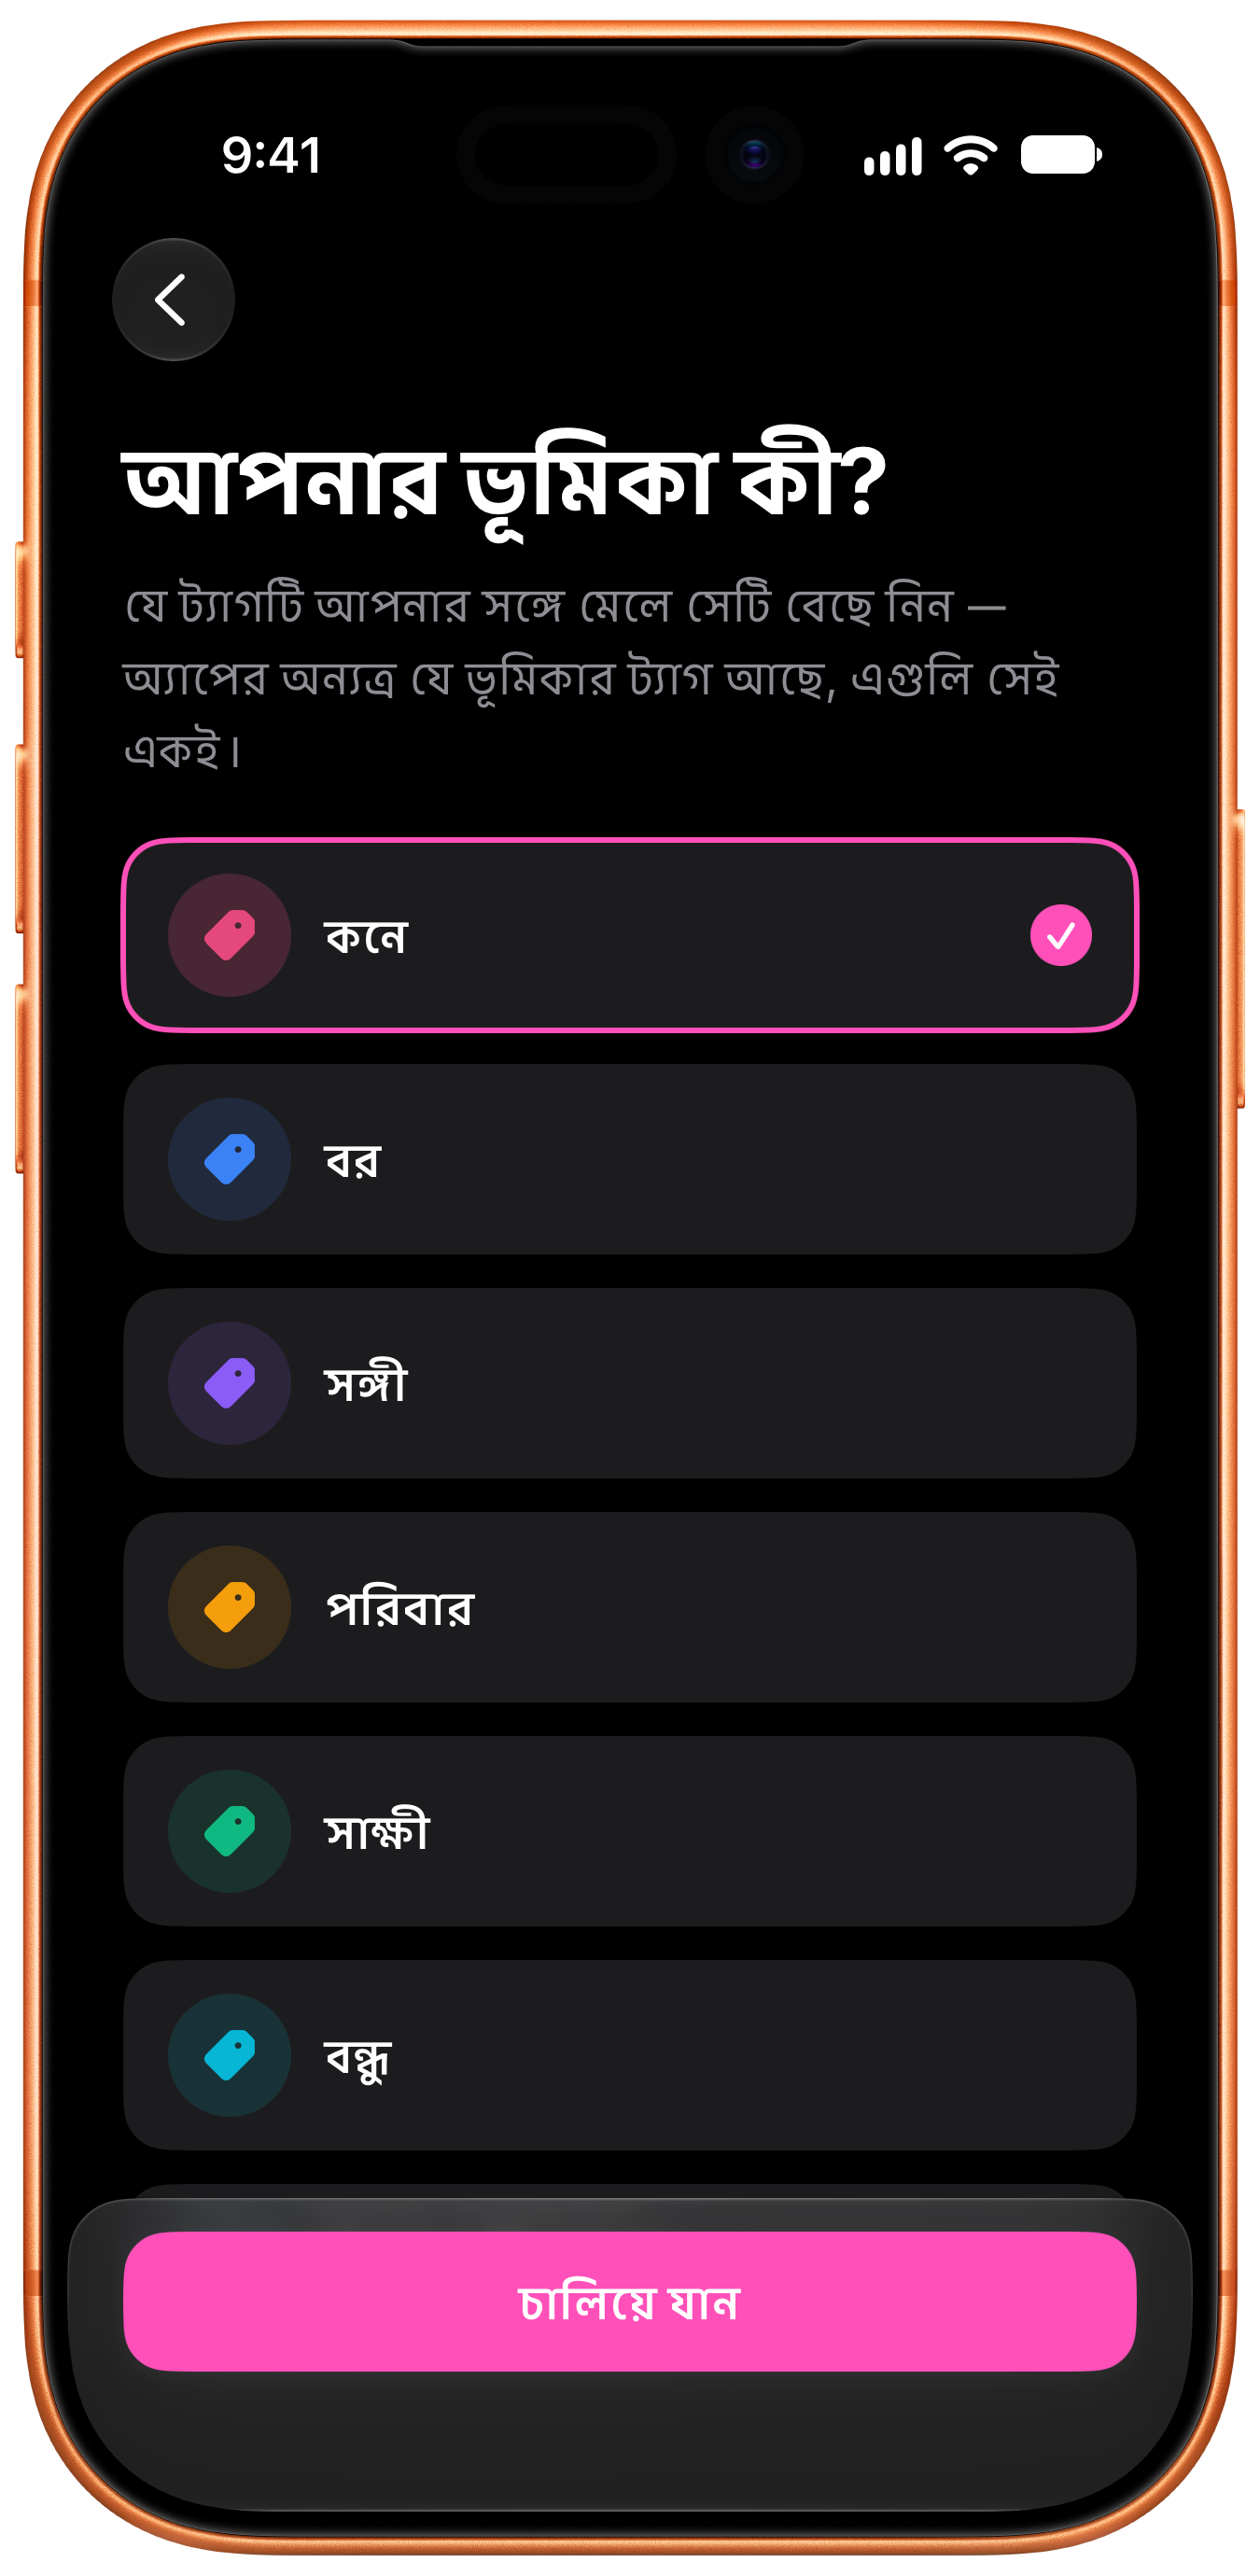 9:41
আপনার ভূমিকা কী?
যে ট্যাগটি আপনার সঙ্গে মেলে সেটি বেছে নিন —
অ্যাপের অন্যত্র যে ভূমিকার ট্যাগ আছে, এগুলি সেই
একই।
কনে
বর
সঙ্গী
পরিবার
সাক্ষী
বন্ধু
চালিয়ে যান